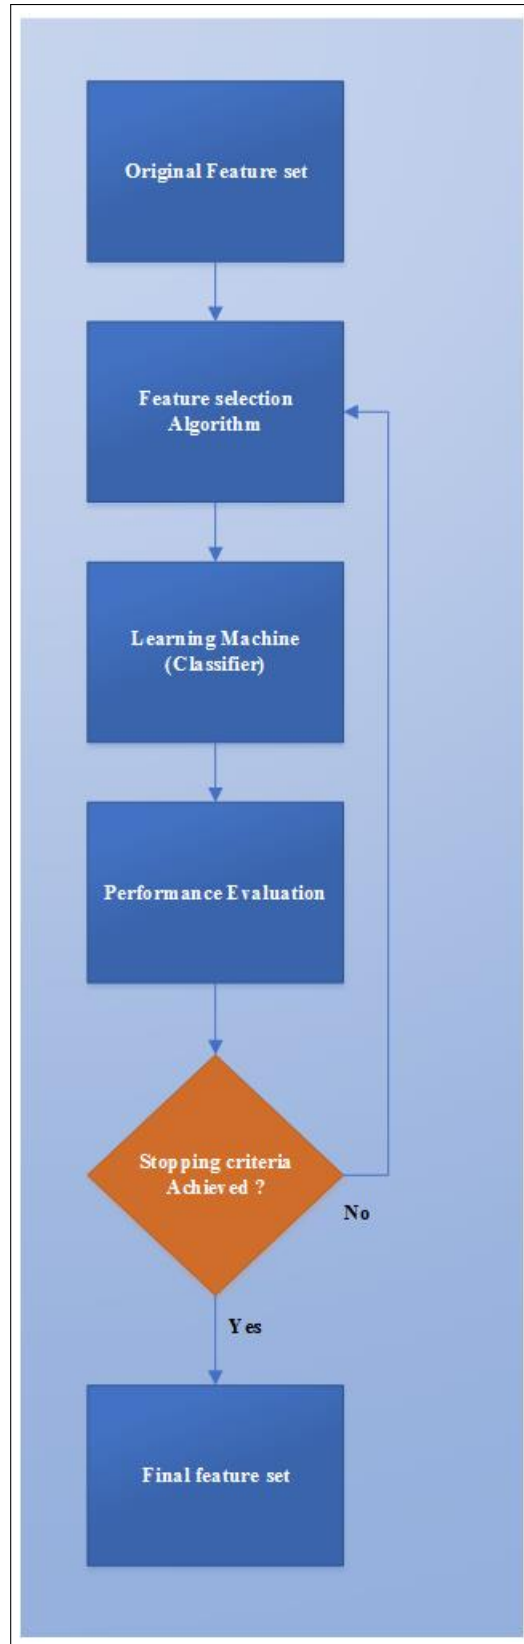 Original Feature set
Feature selection
Algorithm
Learning Machine
(Classifier)
Performance Evaluation
Stopping criteria
Achieved ?
No
Yes
Final feature set